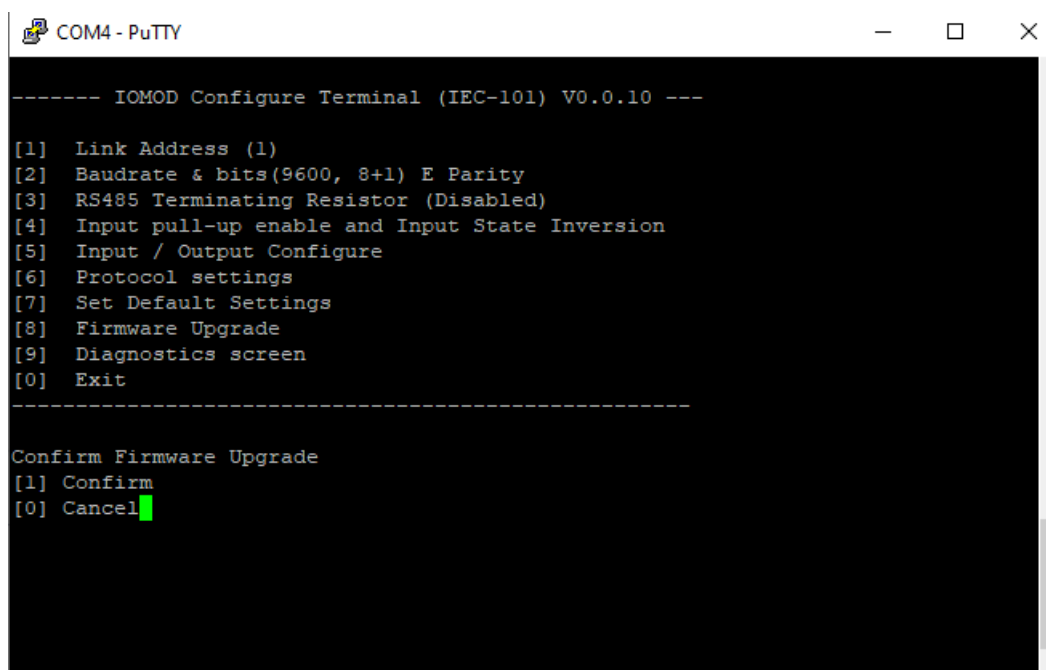 COM4 - PuTTY
------- IOMOD Configure Terminal (IEC-101) V0.0.10 ---
[1]  Link Address (1)
[2]  Baudrate & bits(9600, 8+1) E Parity
[3]  RS485 Terminating Resistor (Disabled)
[4]  Input pull-up enable and Input State Inversion
[5]  Input / Output Configure
[6]  Protocol settings
[7]  Set Default Settings
[8]  Firmware Upgrade
[9]  Diagnostics screen
[0]  Exit
-----------------------------------------------------
Confirm Firmware Upgrade
[1] Confirm
[0] Cancel